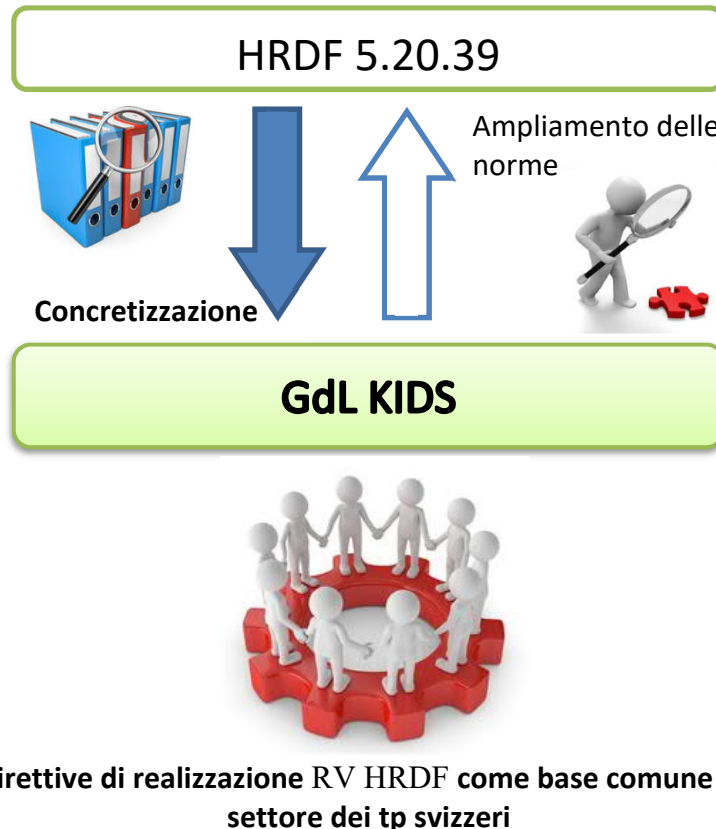 HRDF 5.20.39
Ampliamento delle
norme
Concretizzazione
GdL KIDS
irettive di realizzazione RV HRDF come base comune
settore dei tp svizzeri